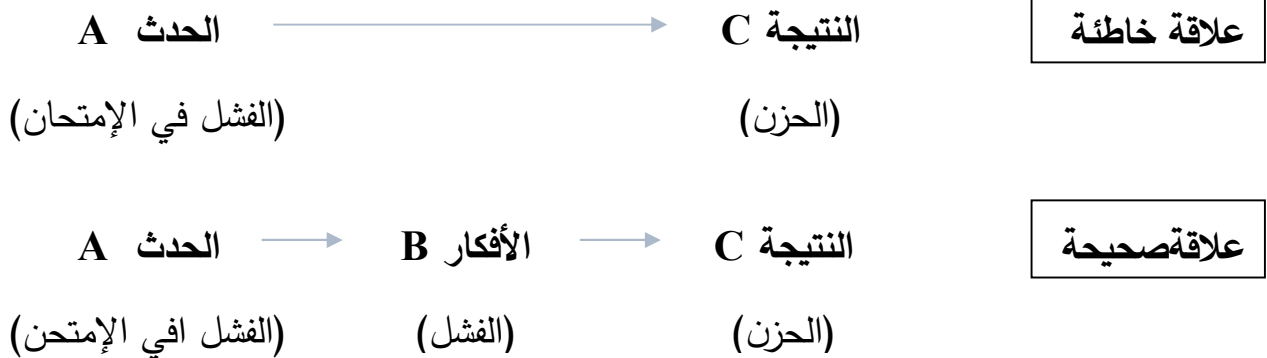 الحدث A النتيجة C علاقة خاطئة
(الفشل في الإمتحان) (الحزن)
الحدث A الأفكار B النتيجة C علاقةصحيحة
(الفشل افي الإمتحن) (الفشل) (الحزن)